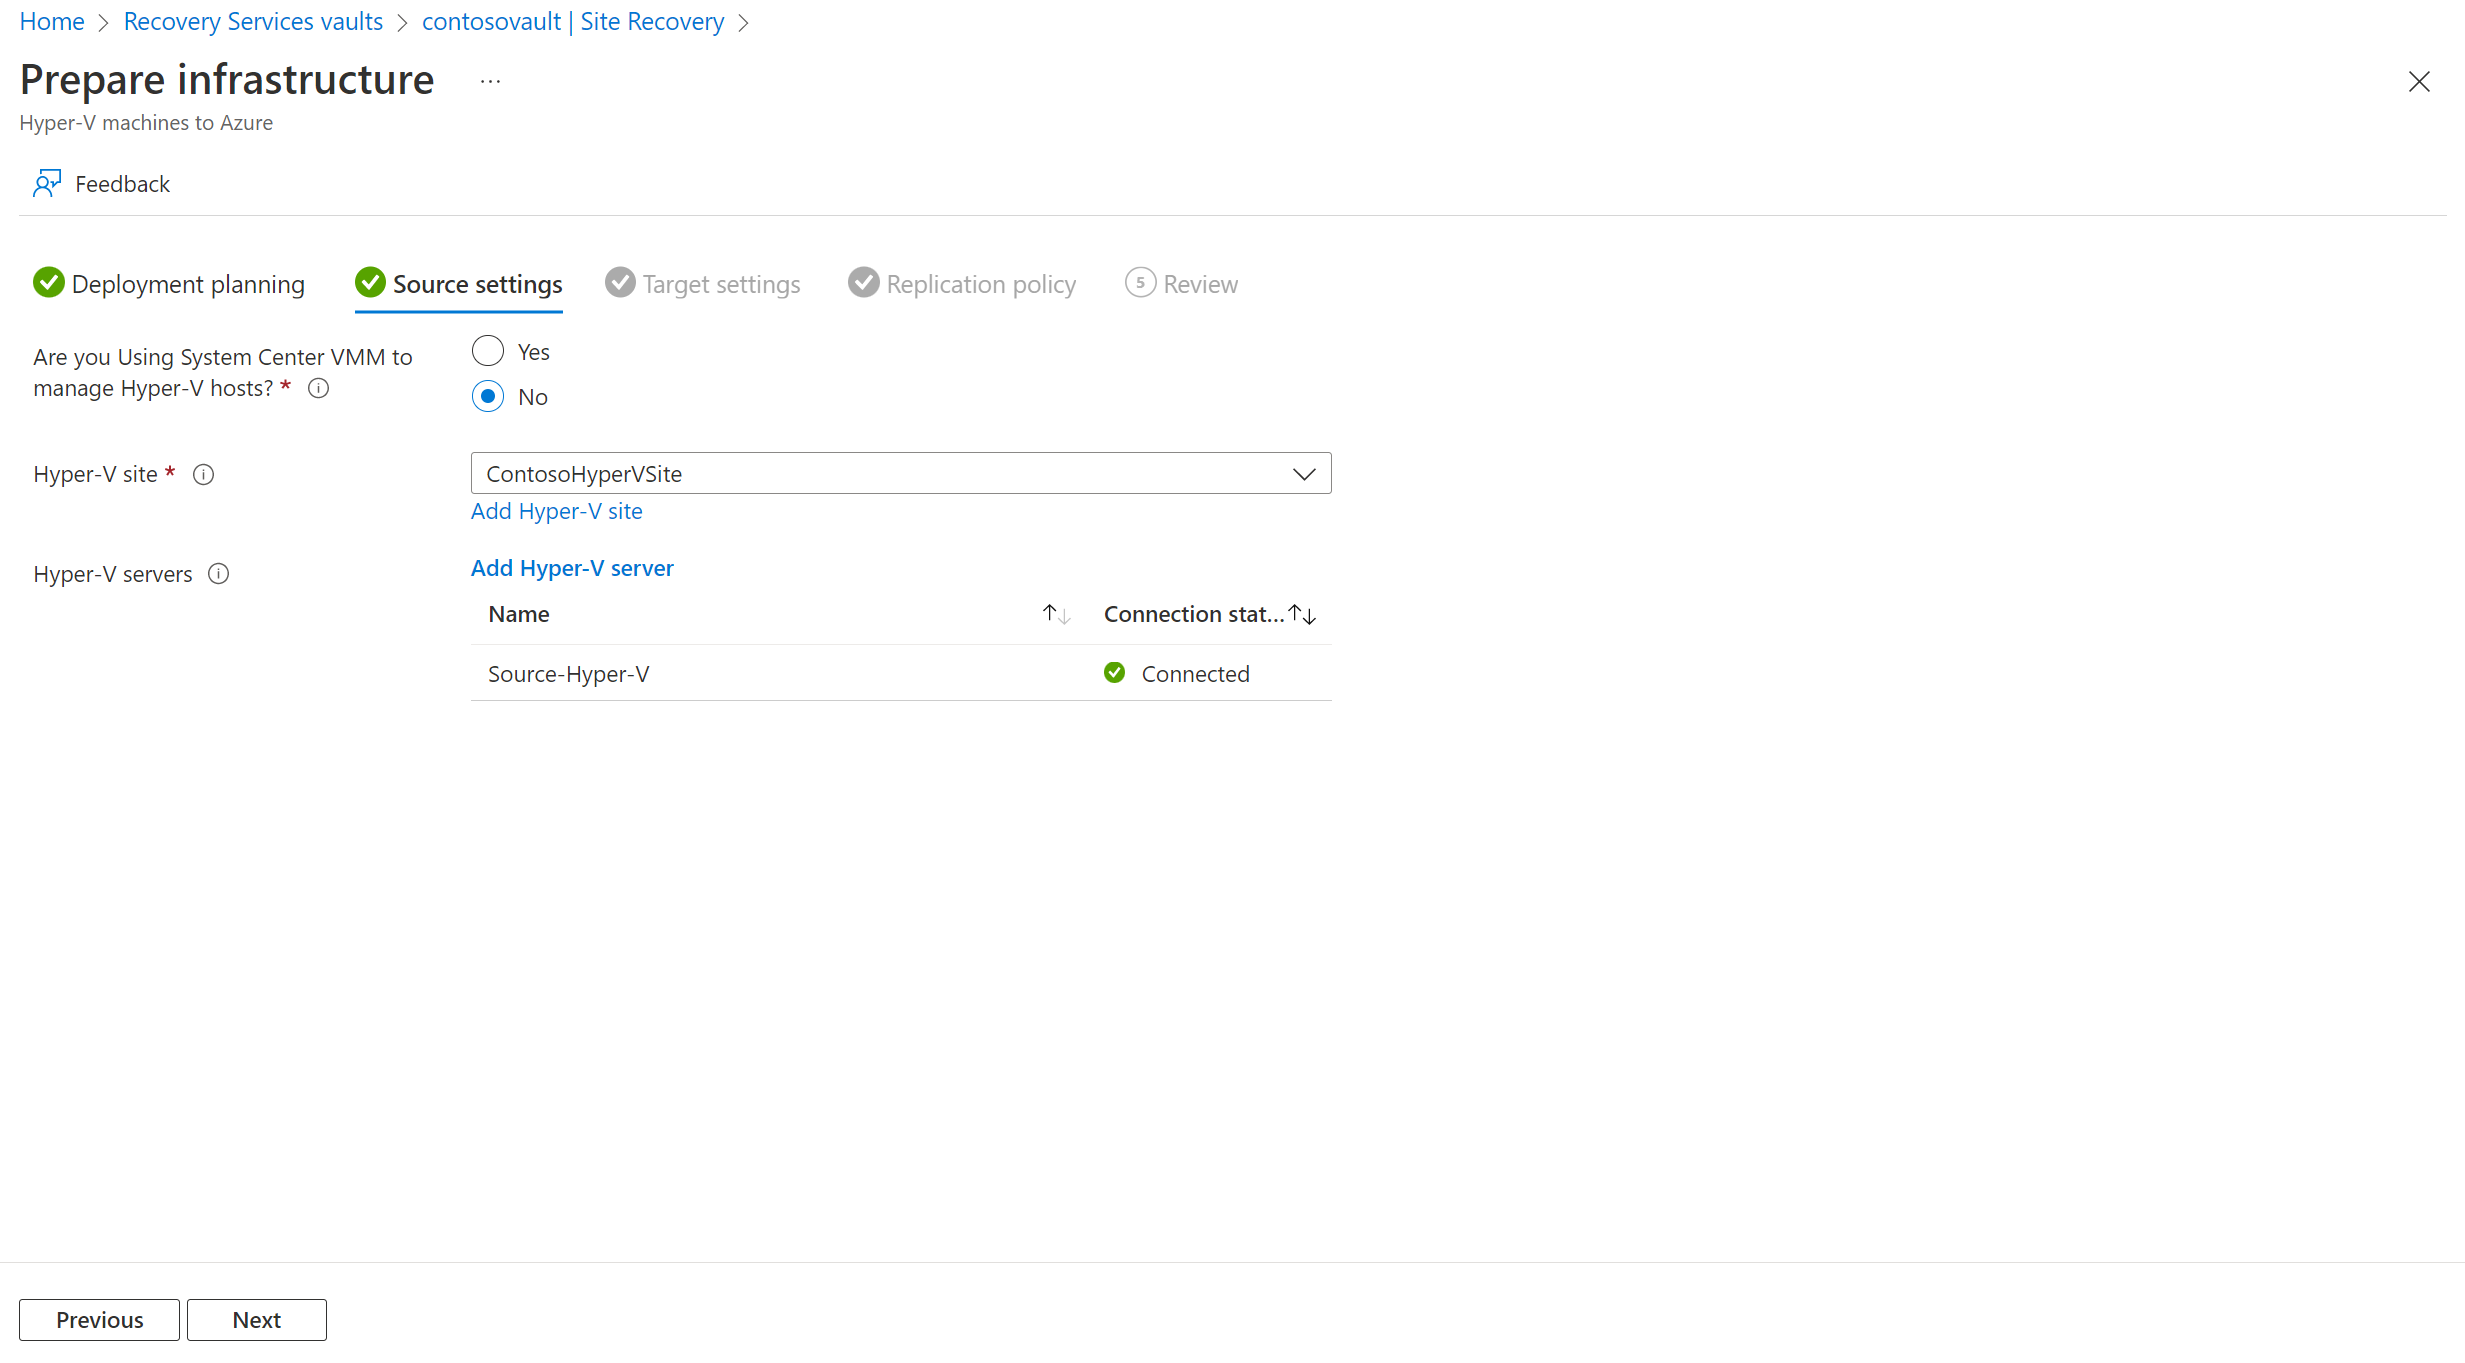 Home > Recovery Services vaults > contosovault | Site Recovery >
Prepare infrastructure ...
Hyper-V machines to Azure
Feedback
Deployment planning Source settings Target settings Replication policy 5 Review
Are you Using System Center VMM to
manage Hyper-V hosts? *
Yes
No
Hyper-V site * ContosoHyperVSite
Add Hyper-V site
Hyper-V servers Add Hyper-V server
Name Connection stat...
Source-Hyper-V Connected
Previous Next